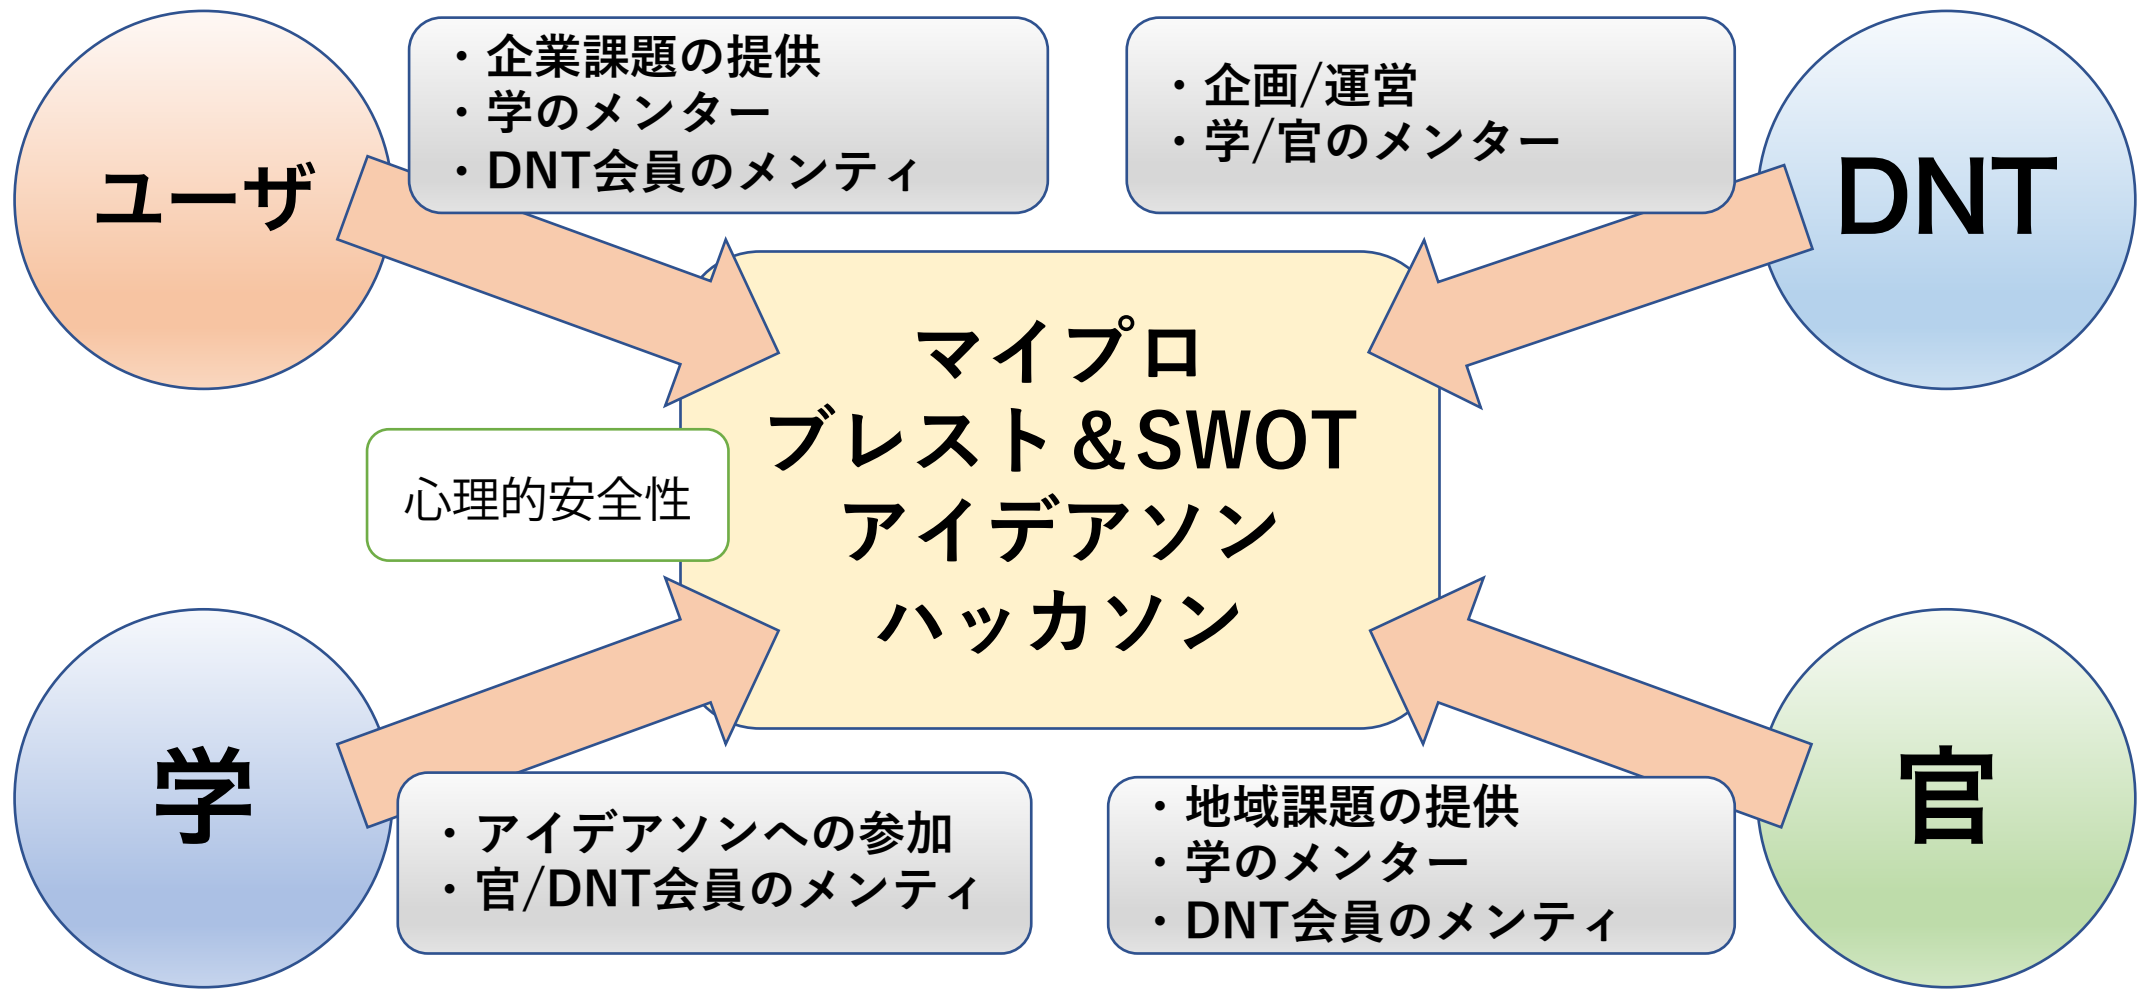 ユーザ
・企業課題の提供
・学のメンター
・DNT会員のメンティ
・企画/運営
・学/官のメンター
DNT
マイプロ
ブレスト＆SWOT
アイデアソン
ハッカソン
心理的安全性
学
・アイデアソンへの参加
・官/DNT会員のメンティ
・地域課題の提供
・学のメンター
・DNT会員のメンティ
官